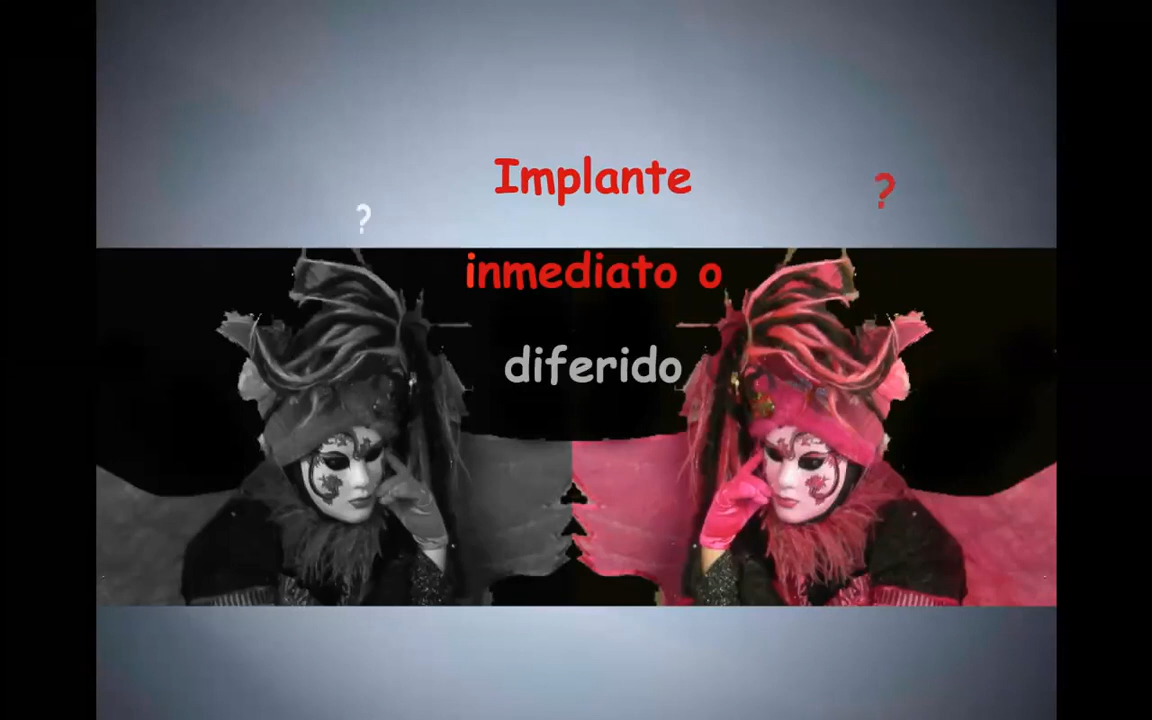 Implante
?
?
inmediato o
diferido